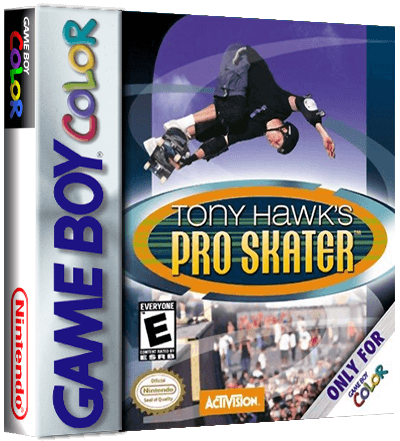 GAME BOY
COLOR
Nintendo
GAME BOY COLOR
TONY HAWK'S
PRO SKATER™
EVERYONE
E
CONTENT RATED BY
ESRB
Official
Nintendo
Seal of Quality
ACTIVISION.
ONLY FOR
GAME BOY
COLOR